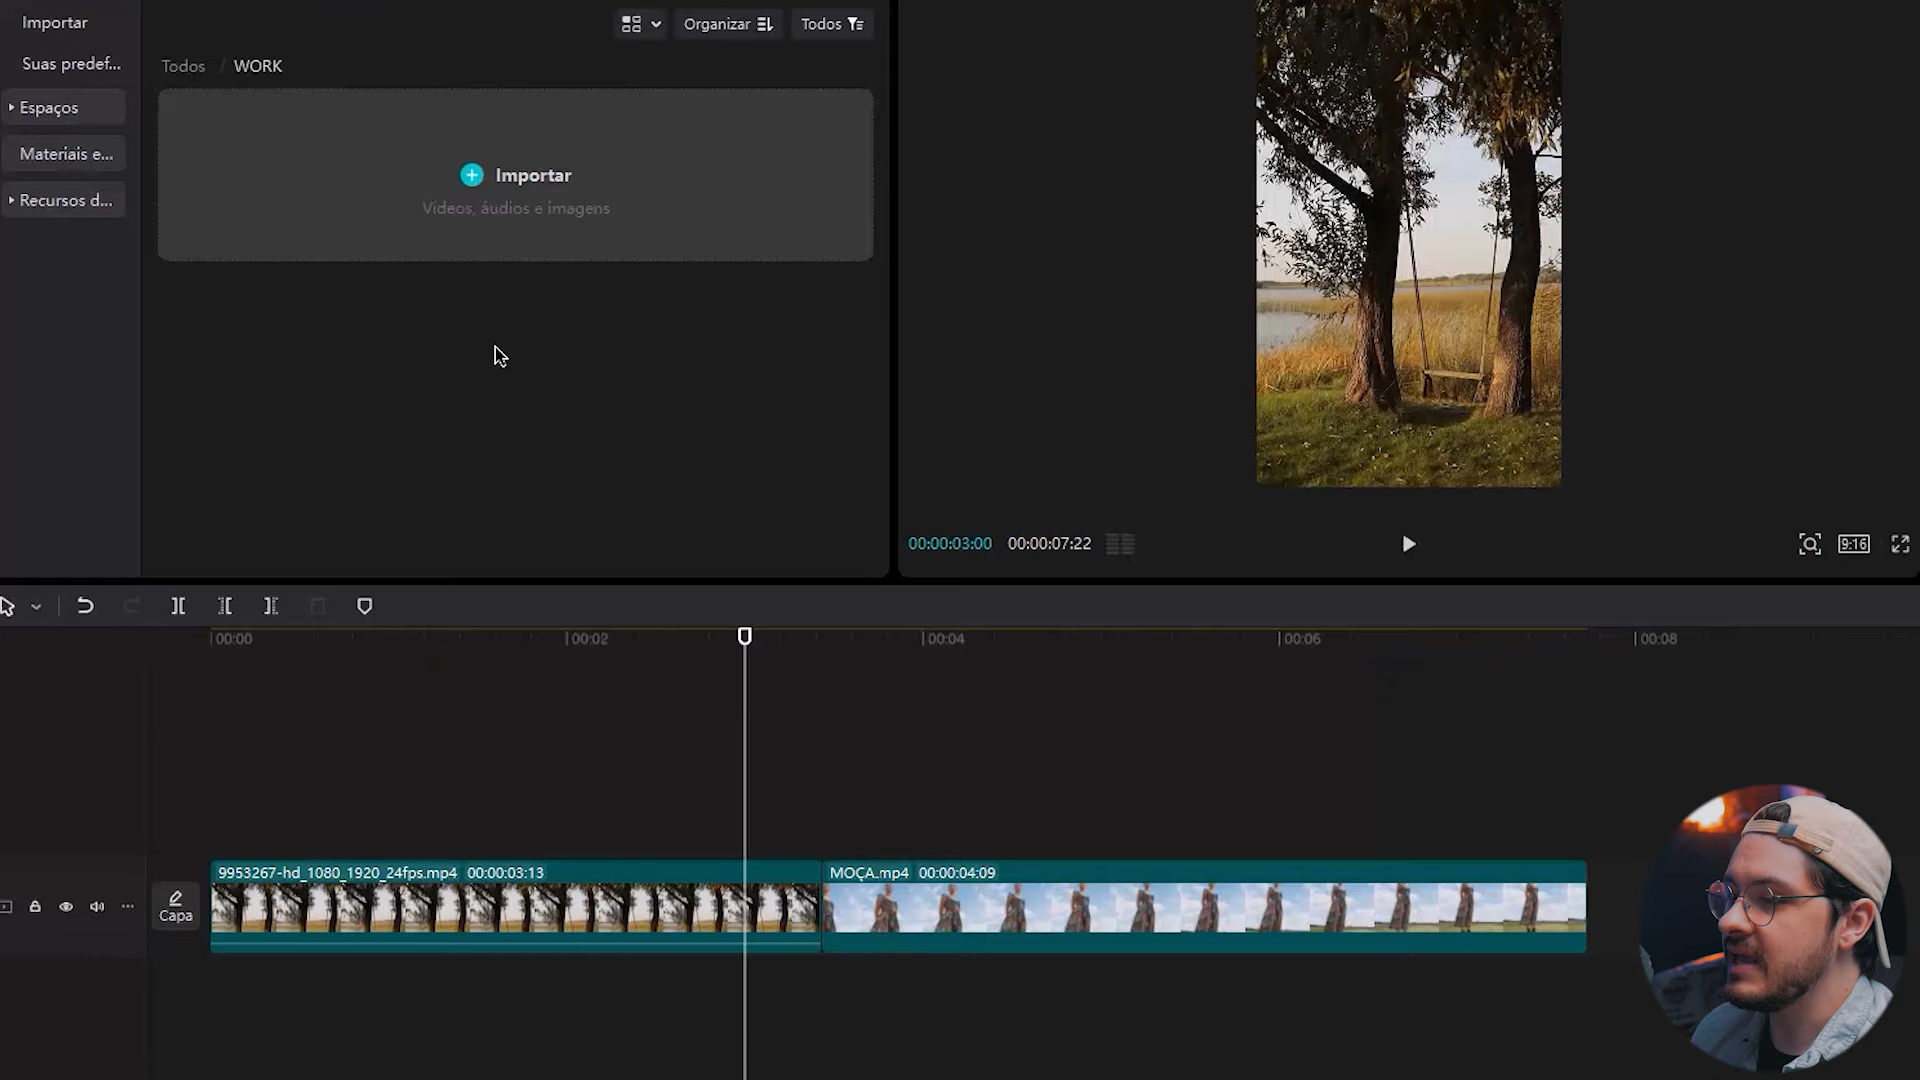 Importar
Suas predef...
Espaços
Materiais e...
Recursos d...
Organizar
Todos
Todos / WORK
Importar
Vídeos, áudios e imagens
00:00:03:00 00:00:07:22
9:16
00:00 00:02 00:04 00:06 00:08
9953267-hd_1080_1920_24fps.mp4 00:00:03:13
MOÇA.mp4 00:00:04:09
Capa